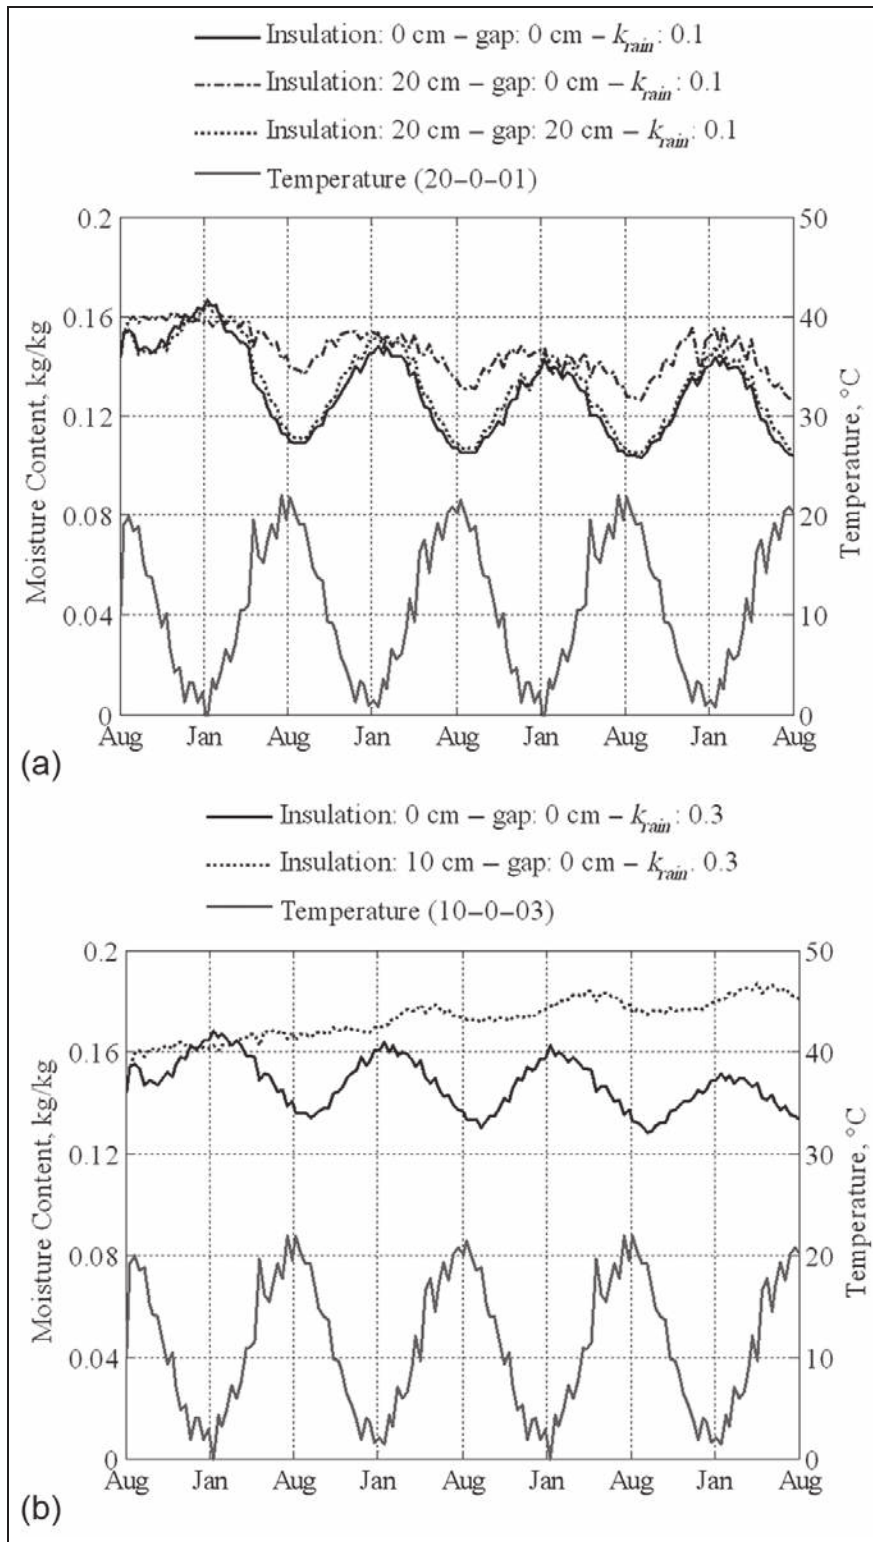 Insulation: 0 cm – gap: 0 cm – k_rain: 0.1
Insulation: 20 cm – gap: 0 cm – k_rain: 0.1
Insulation: 20 cm – gap: 20 cm – k_rain: 0.1
Temperature (20–0–01)
0.2 50
0.16 40
0.12 30
0.08 20
0.04 10
0 0
Moisture Content, kg/kg
Temperature, °C
Aug Jan Aug Jan Aug Jan Aug Jan Aug
(a)
Insulation: 0 cm – gap: 0 cm – k_rain: 0.3
Insulation: 10 cm – gap: 0 cm – k_rain. 0.3
Temperature (10–0–03)
0.2 50
0.16 40
0.12 30
0.08 20
0.04 10
0 0
Moisture Content, kg/kg
Temperature, °C
Aug Jan Aug Jan Aug Jan Aug Jan Aug
(b)